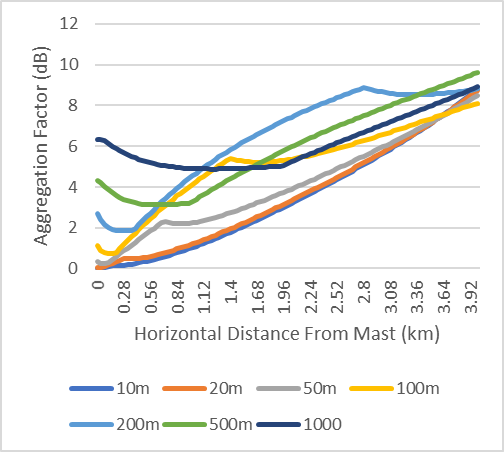 Aggregation Factor (dB)
12
10
8
6
4
2
0
0 0.28 0.56 0.84 1.12 1.4 1.68 1.96 2.24 2.52 2.8 3.08 3.36 3.64 3.92
Horizontal Distance From Mast (km)
10m 20m 50m 100m
200m 500m 1000